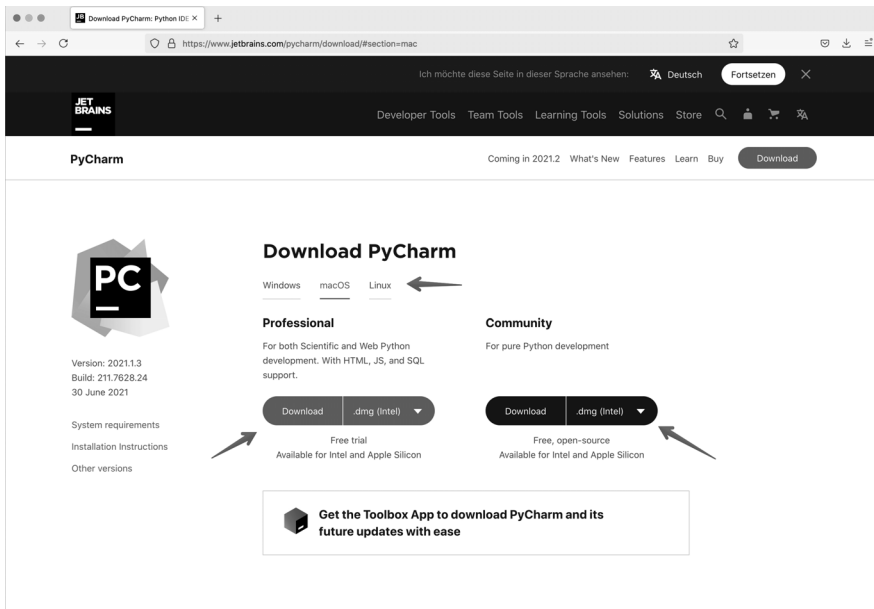 Download PyCharm: Python IDE
https://www.jetbrains.com/pycharm/download/#section=mac
Ich möchte diese Seite in dieser Sprache ansehen: Deutsch Fortsetzen
JET
BRAINS
Developer Tools Team Tools Learning Tools Solutions Store
PyCharm
Coming in 2021.2 What's New Features Learn Buy Download
PC
Version: 2021.1.3
Build: 211.7628.24
30 June 2021
System requirements
Installation Instructions
Other versions
Download PyCharm
Windows macOS Linux
Professional
For both Scientific and Web Python
development. With HTML, JS, and SQL
support.
Download .dmg (Intel)
Free trial
Available for Intel and Apple Silicon
Community
For pure Python development
Download .dmg (Intel)
Free, open-source
Available for Intel and Apple Silicon
Get the Toolbox App to download PyCharm and its
future updates with ease